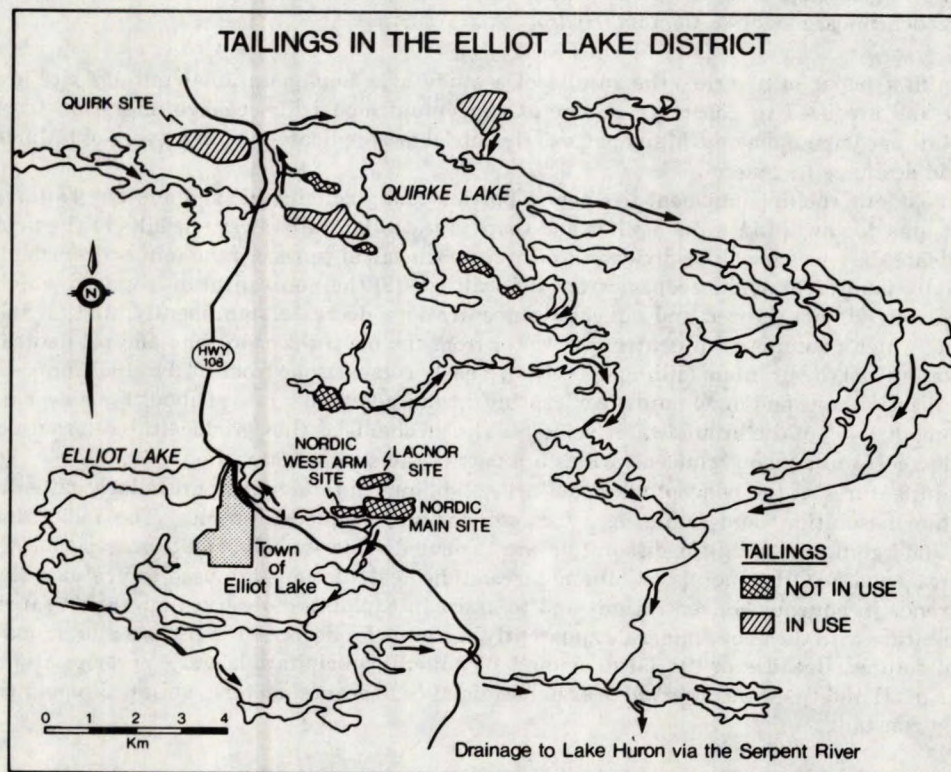 TAILINGS IN THE ELLIOT LAKE DISTRICT
QUIRK SITE
QUIRKE LAKE
N
HWY
108
ELLIOT LAKE
NORDIC
WEST ARM
SITE
LACNOR
SITE
NORDIC
MAIN SITE
Town
of
Elliot Lake
TAILINGS
NOT IN USE
IN USE
0 1 2 3 4
Km
Drainage to Lake Huron via the Serpent River